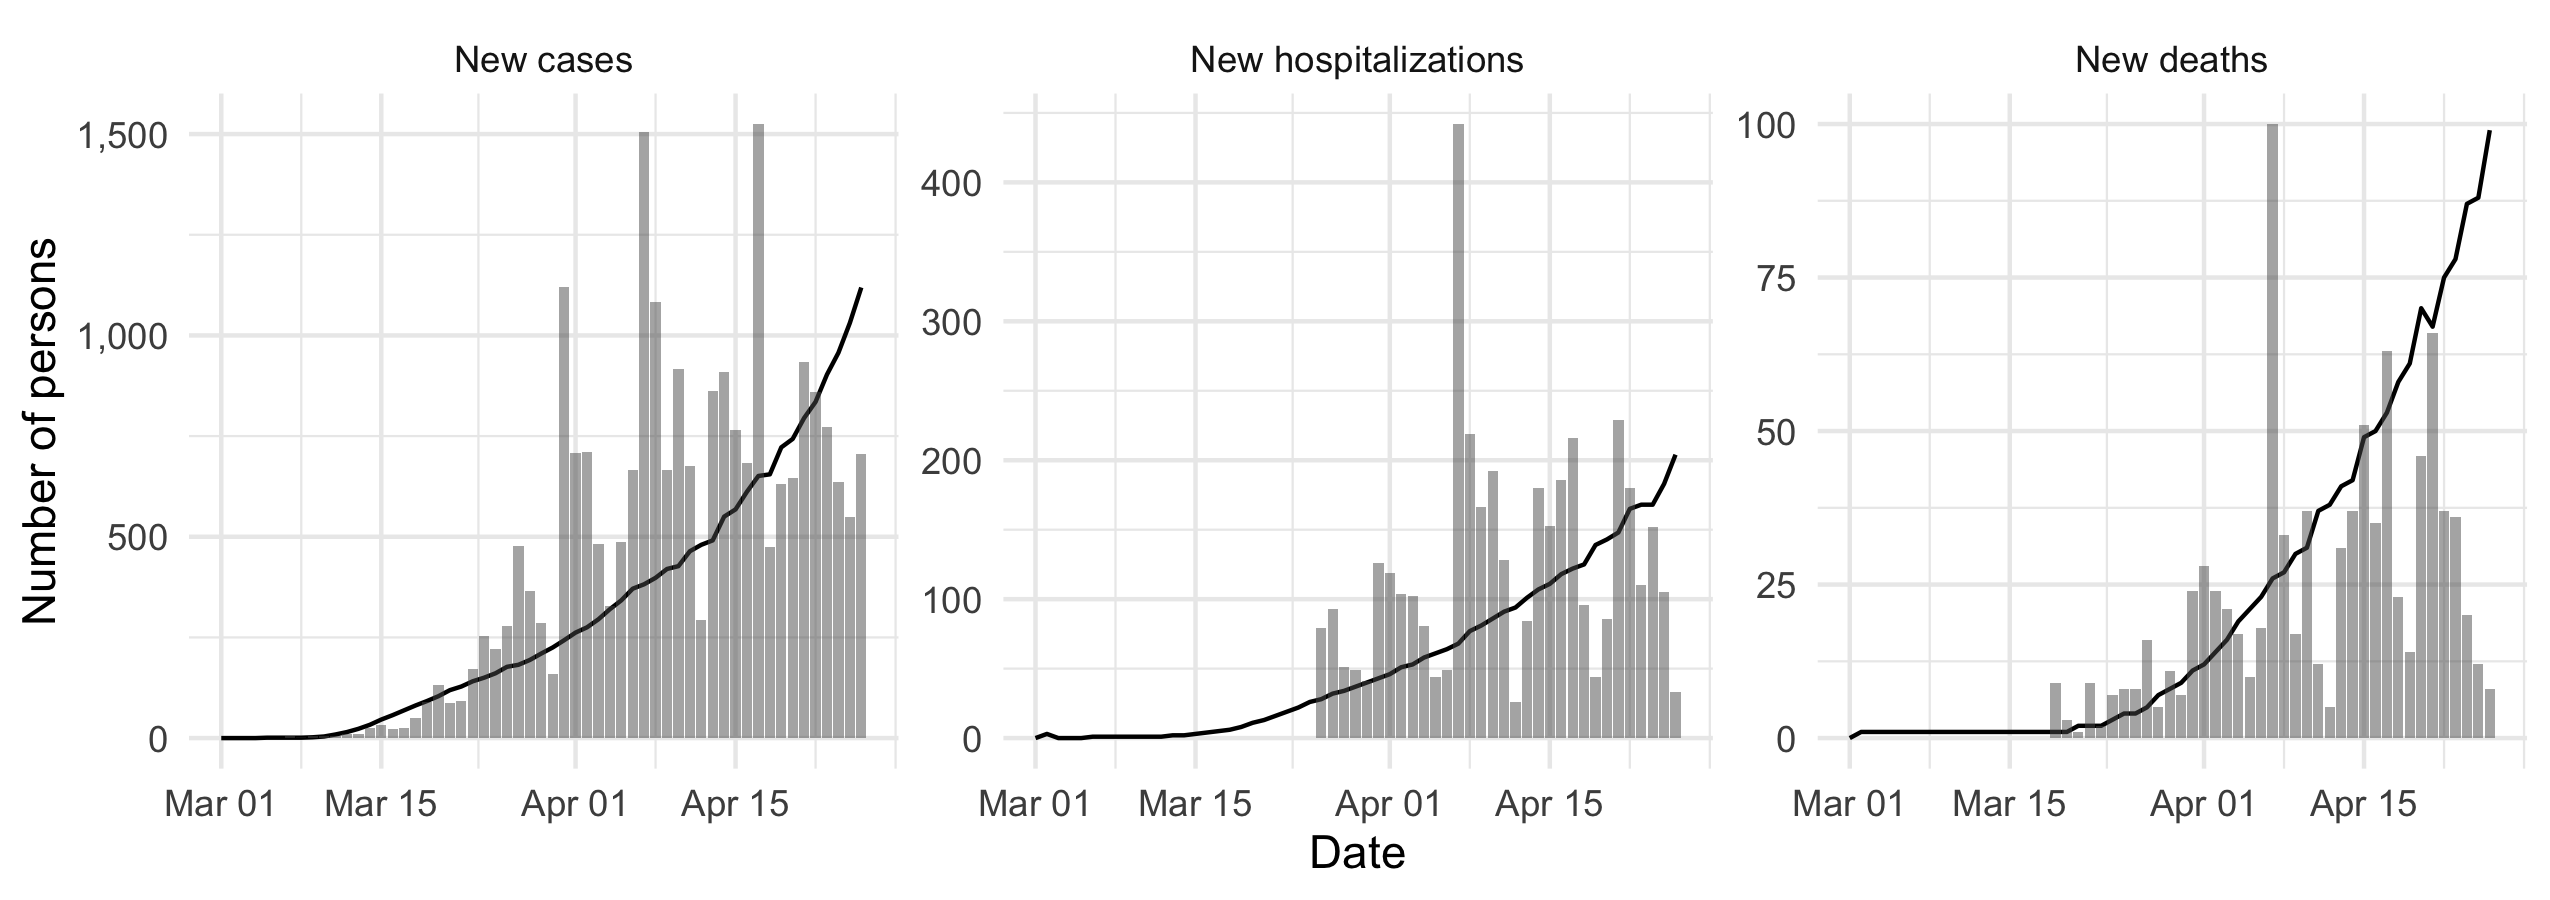 New cases
New hospitalizations
New deaths
Number of persons
1,500
1,000
500
0
400
300
200
100
0
100
75
50
25
0
Mar 01 Mar 15 Apr 01 Apr 15
Mar 01 Mar 15 Apr 01 Apr 15
Mar 01 Mar 15 Apr 01 Apr 15
Date